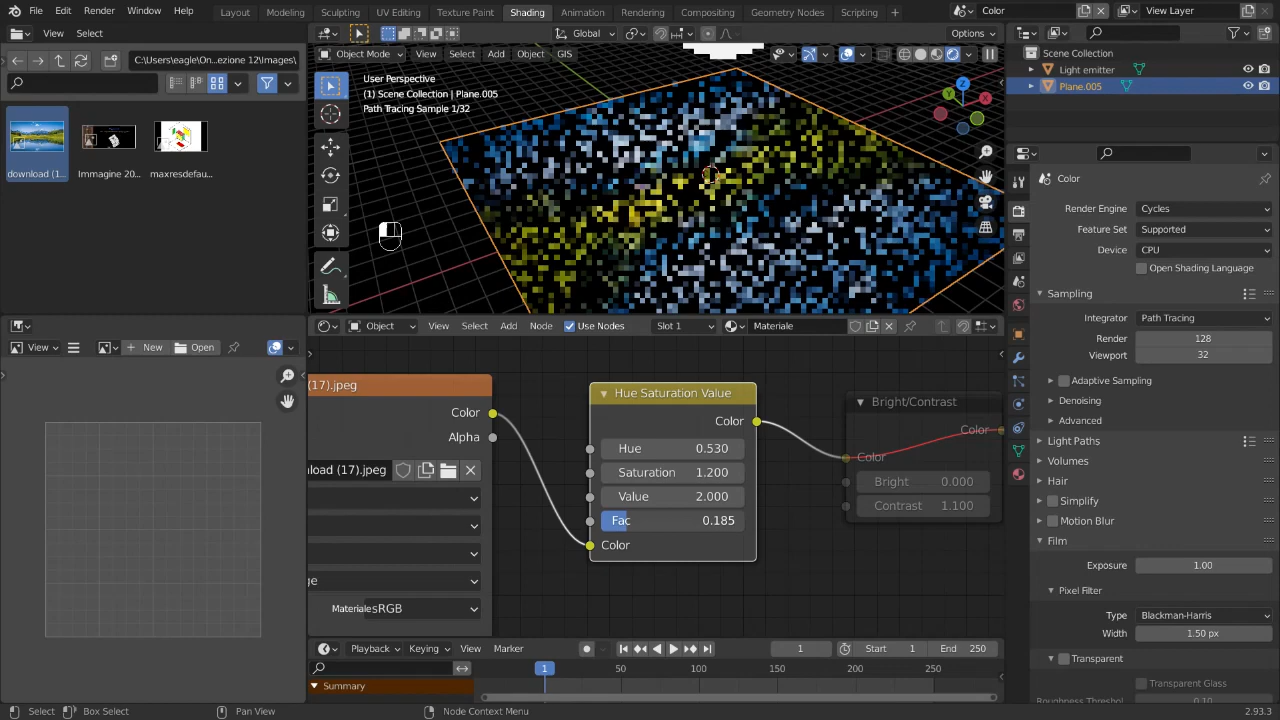 File Edit Render Window Help Layout Modeling Sculpting UV Editing Texture Paint Shading Animation Rendering Compositing Geometry Nodes Scripting + Color View Layer
View Select
C:\Users\eagle\On...ezione 12\Images\
download (1...
Immagine 20...
maxresdefau...
Global
Options
Object Mode View Select Add Object GIS
User Perspective
(1) Scene Collection | Plane.005
Path Tracing Sample 1/32
Z
Y
X
Scene Collection
Light emitter
Plane.005
Color
Render Engine Cycles
Feature Set Supported
Device CPU
Open Shading Language
Sampling
Integrator Path Tracing
Render 128
Viewport 32
Adaptive Sampling
Denoising
Advanced
Light Paths
Volumes
Hair
Simplify
Motion Blur
Film
Exposure 1.00
Pixel Filter
Type Blackman-Harris
Width 1.50 px
Transparent
Transparent Glass
Roughness Threshol 0.10
View New Open
Object View Select Add Node Use Nodes Slot 1 Materiale
(17).jpeg
Color
Alpha
nload (17).jpeg
ge
Materiale sRGB
Hue Saturation Value
Color
Hue 0.530
Saturation 1.200
Value 2.000
Fac 0.185
Color
Bright/Contrast
Color
Color
Bright 0.000
Contrast 1.100
Playback Keying View Marker 1 Start 1 End 250
1 50 100 150 200 250
Summary
Select Box Select Pan View Node Context Menu 2.93.3